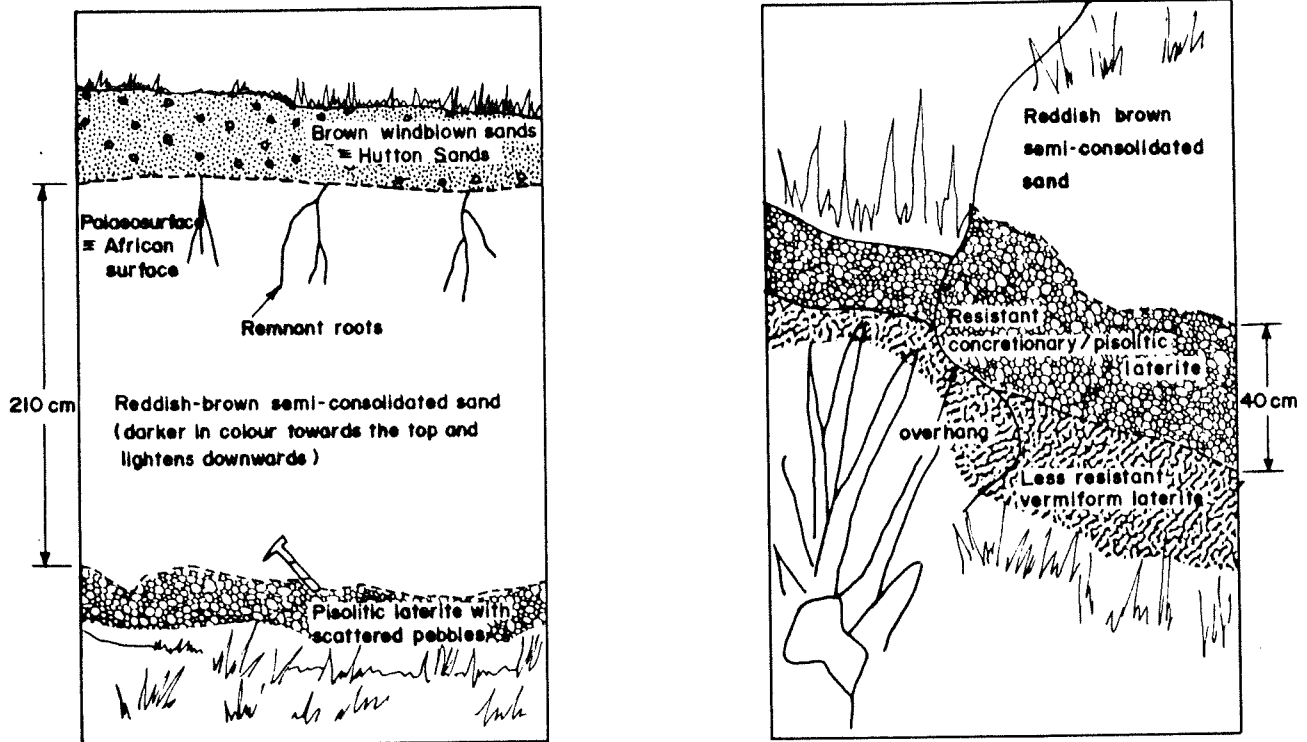 Brown windblown sands
≡ Hutton Sands
Palaeosurface
≡ African
surface
Remnant roots
210 cm
Reddish-brown semi-consolidated sand
(darker in colour towards the top and
lightens downwards)
Pisolitic laterite with
scattered pebbles
Reddish brown
semi-consolidated
sand
Resistant
concretionary/pisolitic
laterite
40 cm
overhang
Less resistant
vermiform laterite